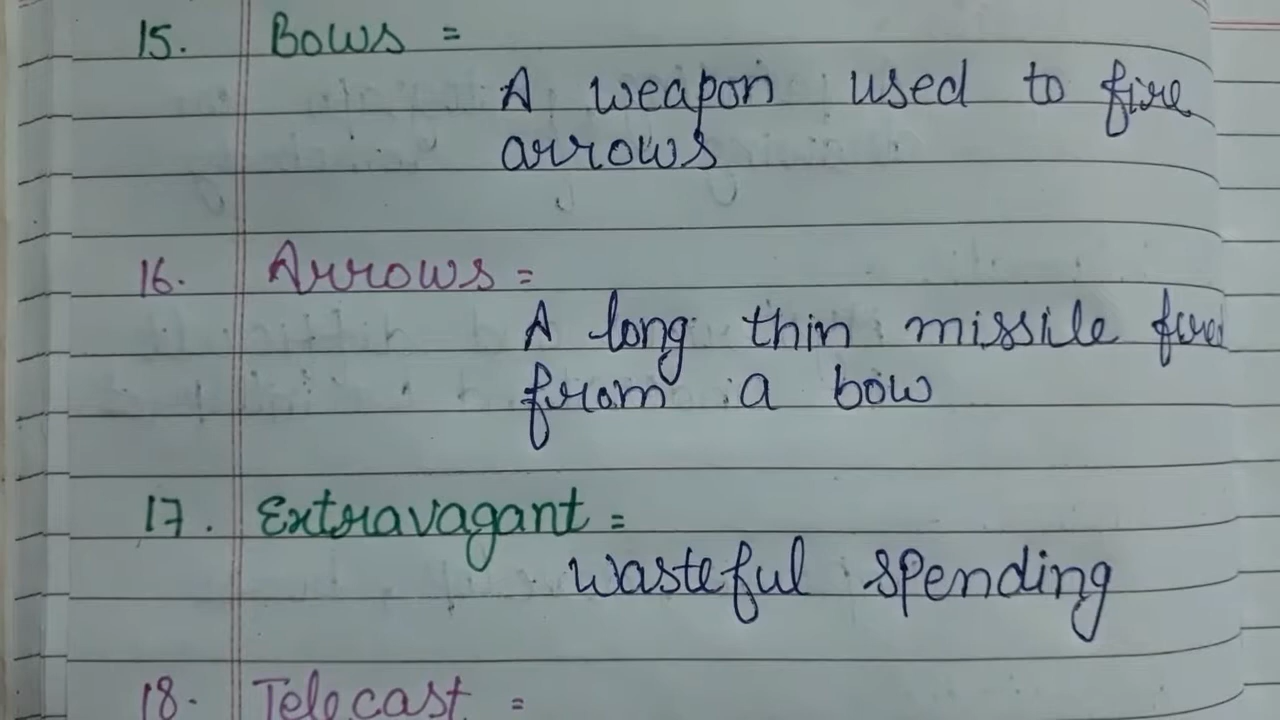 15. Bows =
A weapon used to fire
arrows
16. Arrows =
A long thin missile
from a bow
17. Extravagant =
wasteful spending
18. Telecast =